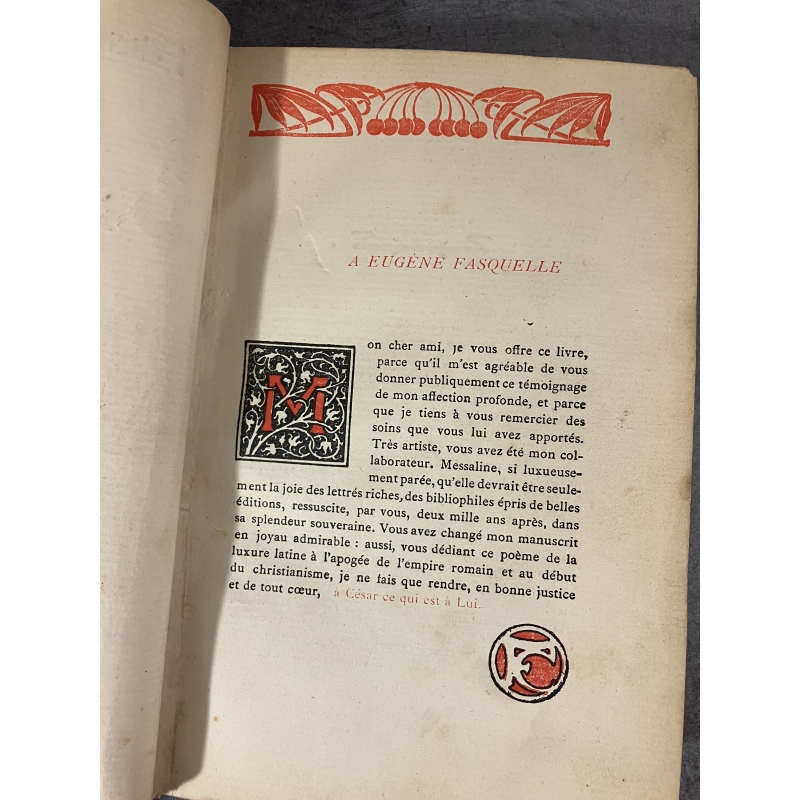 A EUGÈNE FASQUELLE
Mon cher ami, je vous offre ce livre,
parce qu'il m'est agréable de vous
donner publiquement ce témoignage
de mon affection profonde, et parce
que je tiens à vous remercier des
soins que vous lui avez apportés.
Très artiste, vous avez été mon col-
laborateur. Messaline, si luxueuse-
ment parée, qu'elle devrait être seule-
ment la joie des lettrés riches, des bibliophiles épris de belles
éditions, ressuscite, par vous, deux mille ans après, dans
sa splendeur souveraine. Vous avez changé mon manuscrit
en joyau admirable : aussi, vous dédiant ce poème de la
luxure latine à l'apogée de l'empire romain et au début
du christianisme, je ne fais que rendre, en bonne justice
et de tout cœur, à César ce qui est à Lui.